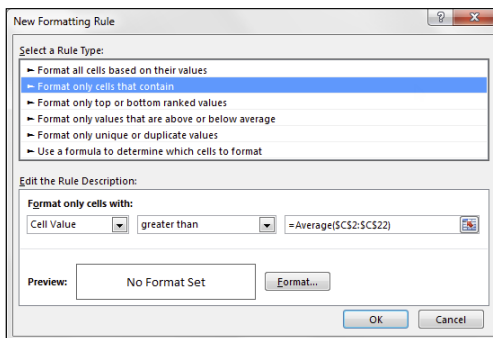 New Formatting Rule
Select a Rule Type:
► Format all cells based on their values
► Format only cells that contain
► Format only top or bottom ranked values
► Format only values that are above or below average
► Format only unique or duplicate values
► Use a formula to determine which cells to format
Edit the Rule Description:
Format only cells with:
Cell Value greater than =Average($C$2:$C$22)
Preview: No Format Set Format...
OK Cancel